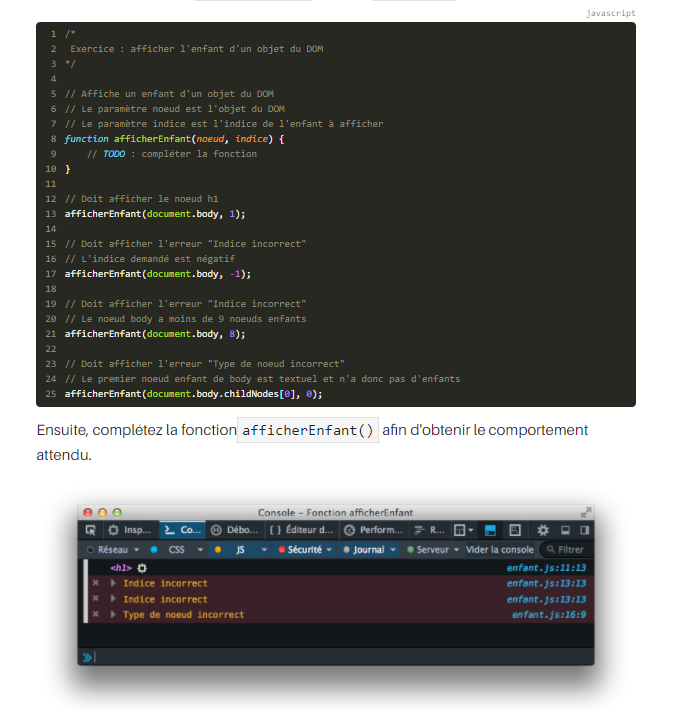 javascript
1 /*
2 Exercice : afficher l'enfant d'un objet du DOM
3 */
4
5 // Affiche un enfant d'un objet du DOM
6 // Le paramètre noeud est l'objet du DOM
7 // Le paramètre indice est l'indice de l'enfant à afficher
8 function afficherEnfant(noeud, indice) {
9 // TODO : compléter la fonction
10 }
11
12 // Doit afficher le noeud h1
13 afficherEnfant(document.body, 1);
14
15 // Doit afficher l'erreur "Indice incorrect"
16 // L'indice demandé est négatif
17 afficherEnfant(document.body, -1);
18
19 // Doit afficher l'erreur "Indice incorrect"
20 // Le noeud body a moins de 9 noeuds enfants
21 afficherEnfant(document.body, 8);
22
23 // Doit afficher l'erreur "Type de noeud incorrect"
24 // Le premier noeud enfant de body est textuel et n'a donc pas d'enfants
25 afficherEnfant(document.body.childNodes[0], 0);
Ensuite, complétez la fonction afficherEnfant() afin d'obtenir le comportement
attendu.
Console – Fonction afficherEnfant
Insp... Co... Débo... { } Éditeur d... Perform... R...
Réseau CSS JS Sécurité Journal Serveur Vider la console Filtrer
<h1> enfant.js:11:13
Indice incorrect enfant.js:13:13
Indice incorrect enfant.js:13:13
Type de noeud incorrect enfant.js:16:9